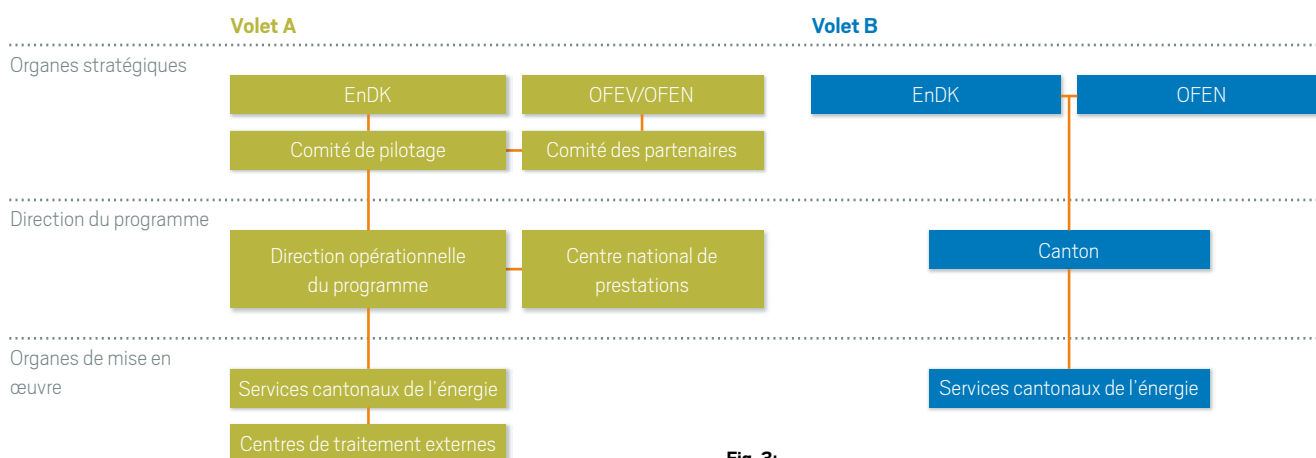 Volet A
Volet B
Organes stratégiques
EnDK
OFEV/OFEN
EnDK
OFEN
Comité de pilotage
Comité des partenaires
Direction du programme
Direction opérationnelle
du programme
Centre national de
prestations
Canton
Organes de mise en
œuvre
Services cantonaux de l'énergie
Services cantonaux de l'énergie
Centres de traitement externes
Fig. 3: